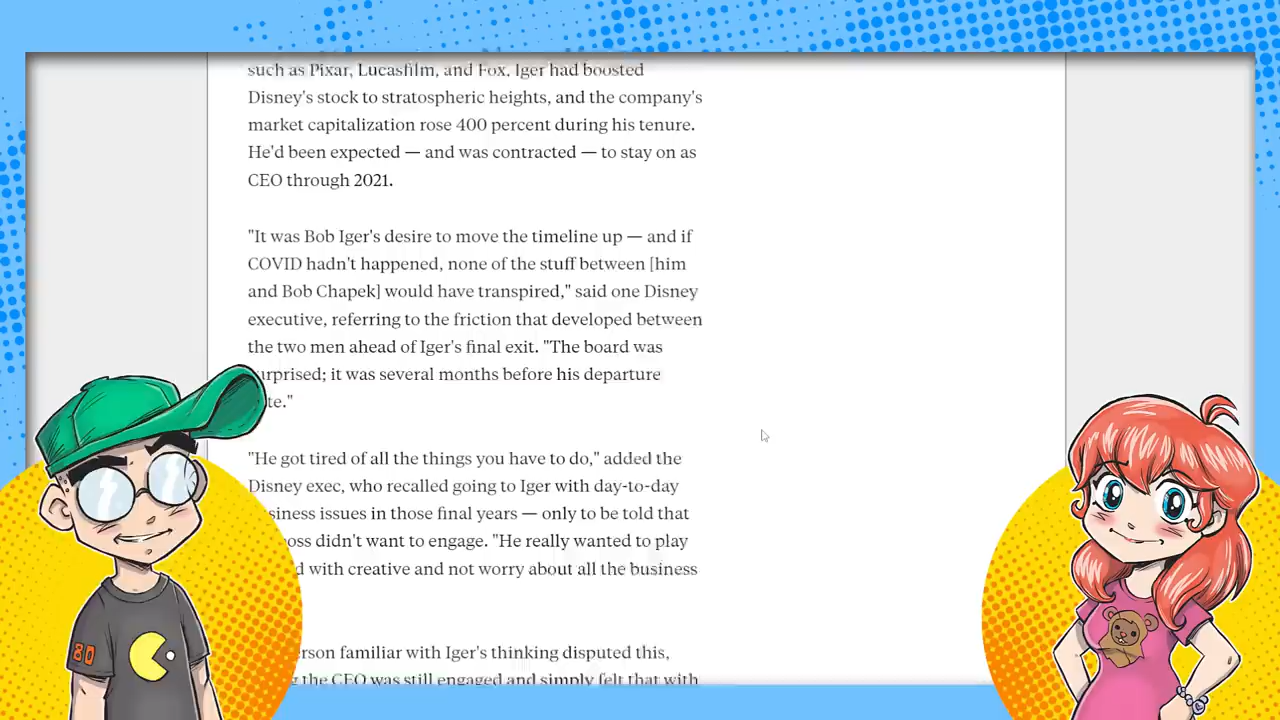 such as Pixar, Lucasfilm, and Fox. Iger had boosted
Disney's stock to stratospheric heights, and the company's
market capitalization rose 400 percent during his tenure.
He'd been expected — and was contracted — to stay on as
CEO through 2021.
"It was Bob Iger's desire to move the timeline up — and if
COVID hadn't happened, none of the stuff between [him
and Bob Chapek] would have transpired," said one Disney
executive, referring to the friction that developed between
the two men ahead of Iger's final exit. "The board was
surprised; it was several months before his departure
te."
"He got tired of all the things you have to do," added the
Disney exec, who recalled going to Iger with day-to-day
siness issues in those final years — only to be told that
oss didn't want to engage. "He really wanted to play
d with creative and not worry about all the business
erson familiar with Iger's thinking disputed this,
the CEO was still engaged and simply felt that with
80